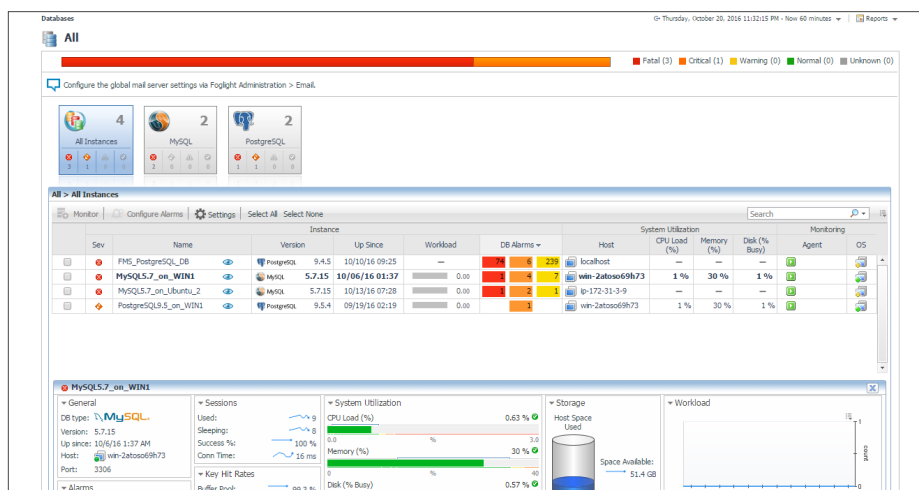 Databases
Thursday, October 20, 2016 11:32:15 PM - Now 60 minutes | Reports
All
Fatal (3) Critical (1) Warning (0) Normal (0) Unknown (0)
Configure the global mail server settings via Foglight Administration > Email.
4 2 2
All Instances MySQL PostgreSQL
3 1 0 0 2 0 0 0 1 1 0 0
All > All Instances
Monitor | Configure Alarms | Settings | Select All Select None Search
Instance System Utilization Monitoring
Sev Name Version Up Since Workload DB Alarms Host CPU Load (%) Memory (%) Disk (% Busy) Agent OS
FMS_PostgreSQL_DB PostgreSQL 9.4.5 10/10/16 09:25 — 74 6 239 localhost — — —
MySQL5.7_on_WIN1 MySQL 5.7.15 10/06/16 01:37 0.00 1 4 7 win-2atoso69h73 1 % 30 % 1 %
MySQL5.7_on_Ubuntu_2 MySQL 5.7.15 10/13/16 07:28 0.00 1 2 1 ip-172-31-3-9 — — —
PostgreSQL9.5_on_WIN1 PostgreSQL 9.5.4 09/19/16 02:19 0.00 1 win-2atoso69h73 1 % 30 % 1 %
MySQL5.7_on_WIN1
General Sessions System Utilization Storage Workload
DB type: MySQL Used: 9 CPU Load (%) 0.63 % Host Space Used
Version: 5.7.15 Sleeping: 8 0.0 % 3.0
Up since: 10/6/16 1:37 AM Success %: 100 % Memory (%) 30 %
Host: win-2atoso69h73 Conn Time: 16 ms 0 % 40 Space Available: 51.4 GB
Port: 3306 Key Hit Rates Disk (% Busy) 0.57 %
Alarms Buffer Pool: 99.2 %
1 count 0